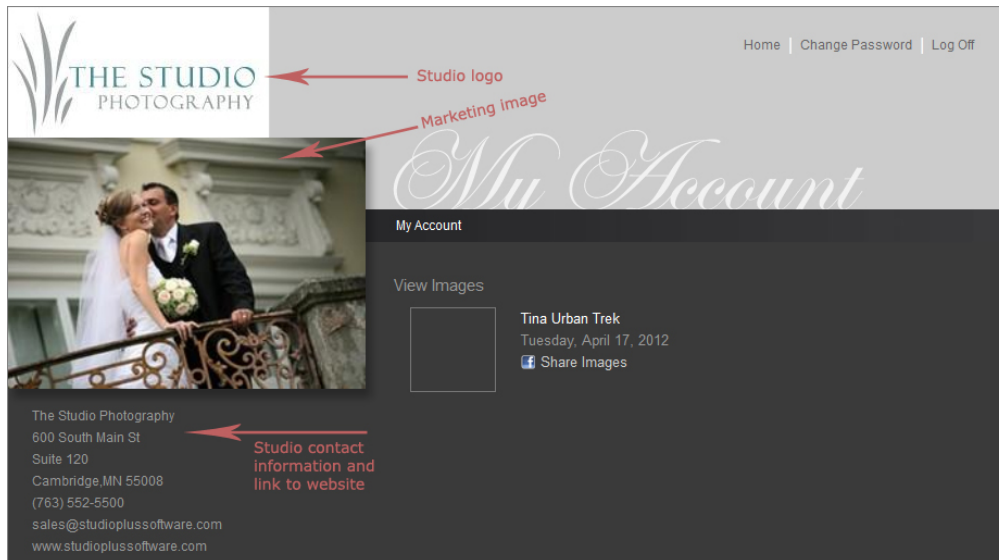 THE STUDIO
PHOTOGRAPHY
Studio logo
Marketing image
Home | Change Password | Log Off
My Account
My Account
View Images
Tina Urban Trek
Tuesday, April 17, 2012
Share Images
The Studio Photography
600 South Main St
Suite 120
Cambridge,MN 55008
(763) 552-5500
sales@studioplussoftware.com
www.studioplussoftware.com
Studio contact
information and
link to website